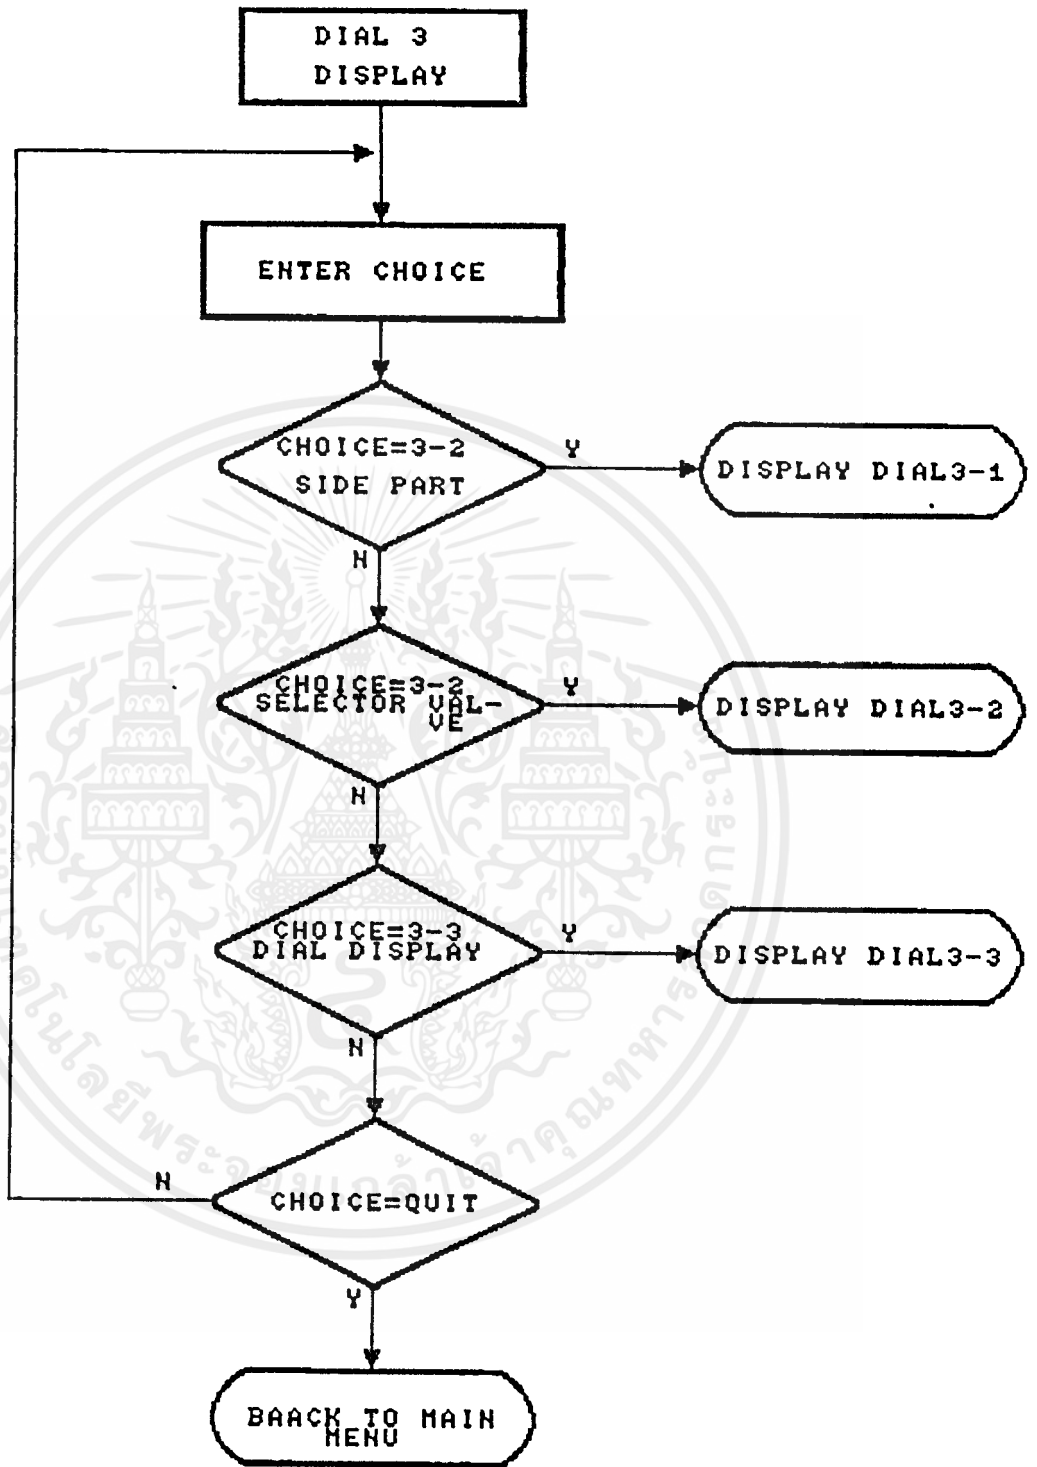 DIAL 3
DISPLAY
ENTER CHOICE
CHOICE=3-2
SIDE PART
Y
DISPLAY DIAL3-1
N
CHOICE=3-2
SELECTOR VAL-
VE
Y
DISPLAY DIAL3-2
N
CHOICE=3-3
DIAL DISPLAY
Y
DISPLAY DIAL3-3
N
CHOICE=QUIT
N
Y
BAACK TO MAIN
MENU